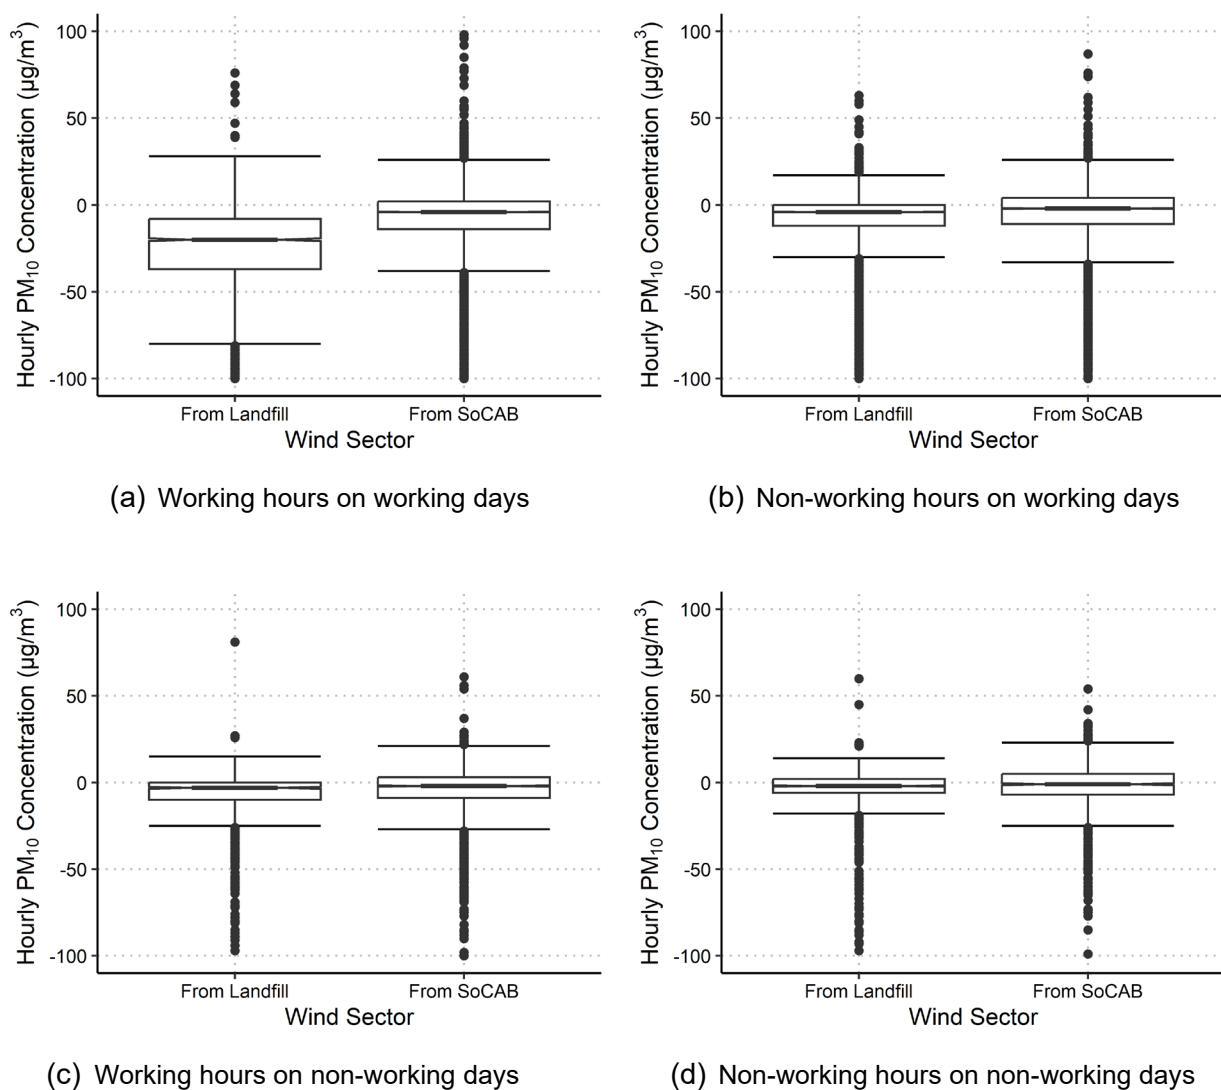 Hourly PM₁₀ Concentration (µg/m³)
100
50
0
-50
-100
From Landfill From SoCAB
Wind Sector
(a) Working hours on working days
Hourly PM₁₀ Concentration (µg/m³)
100
50
0
-50
-100
From Landfill From SoCAB
Wind Sector
(b) Non-working hours on working days
Hourly PM₁₀ Concentration (µg/m³)
100
50
0
-50
-100
From Landfill From SoCAB
Wind Sector
(c) Working hours on non-working days
Hourly PM₁₀ Concentration (µg/m³)
100
50
0
-50
-100
From Landfill From SoCAB
Wind Sector
(d) Non-working hours on non-working days